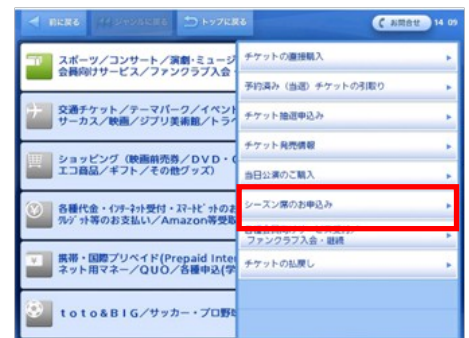 前に戻る
ジャンルに戻る
トップに戻る
お問合せ
14 09
スポーツ／コンサート／演劇・ミュージ
会員向けサービス／ファンクラブ入会・
交通チケット／テーマパーク／イベント
サーカス／映画／ジブリ美術館／トラベ
ショッピング（映画前売券／DVD・C
エコ商品／ギフト／その他グッズ）
各種代金・インターネット受付・スマートピットのお
クレジット等のお支払い／Amazon等受取
携帯・国際プリペイド(Prepaid Inter
ネット用マネー／QUO／各種申込(学
toto&BIG／サッカー・プロ野球
チケットの直接購入
予約済み（当選）チケットの引取り
チケット抽選申込み
チケット発売情報
当日公演のご購入
シーズン席のお申込み
ファンクラブ入会・継続
チケットの払戻し